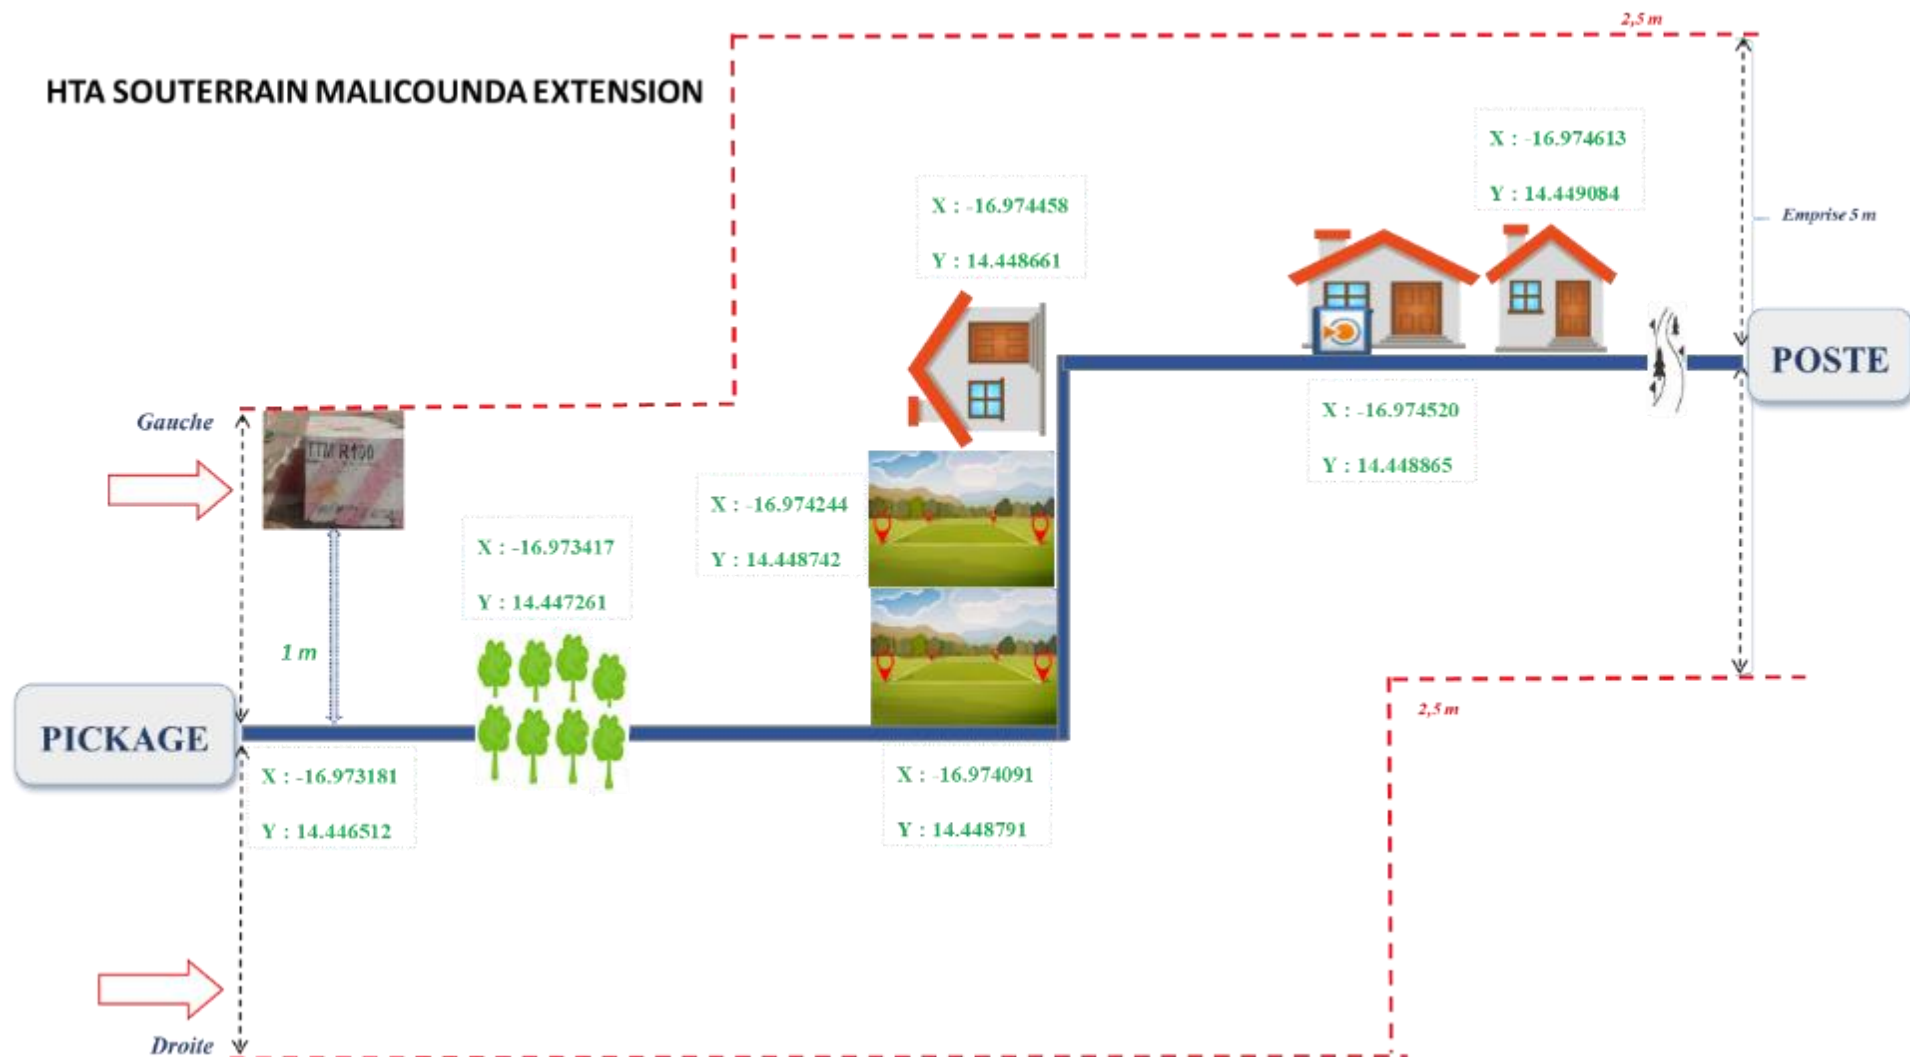 2,5 m
HTA SOUTERRAIN MALICOUNDA EXTENSION
X : -16.974613
Y : 14.449084
X : -16.974458
Y : 14.448661
Emprise 5 m
POSTE
Gauche
TTM R100
X : -16.974520
Y : 14.448865
X : -16.974244
Y : 14.448742
X : -16.973417
Y : 14.447261
1 m
2,5 m
PICKAGE
X : -16.973181
Y : 14.446512
X : -16.974091
Y : 14.448791
Droite